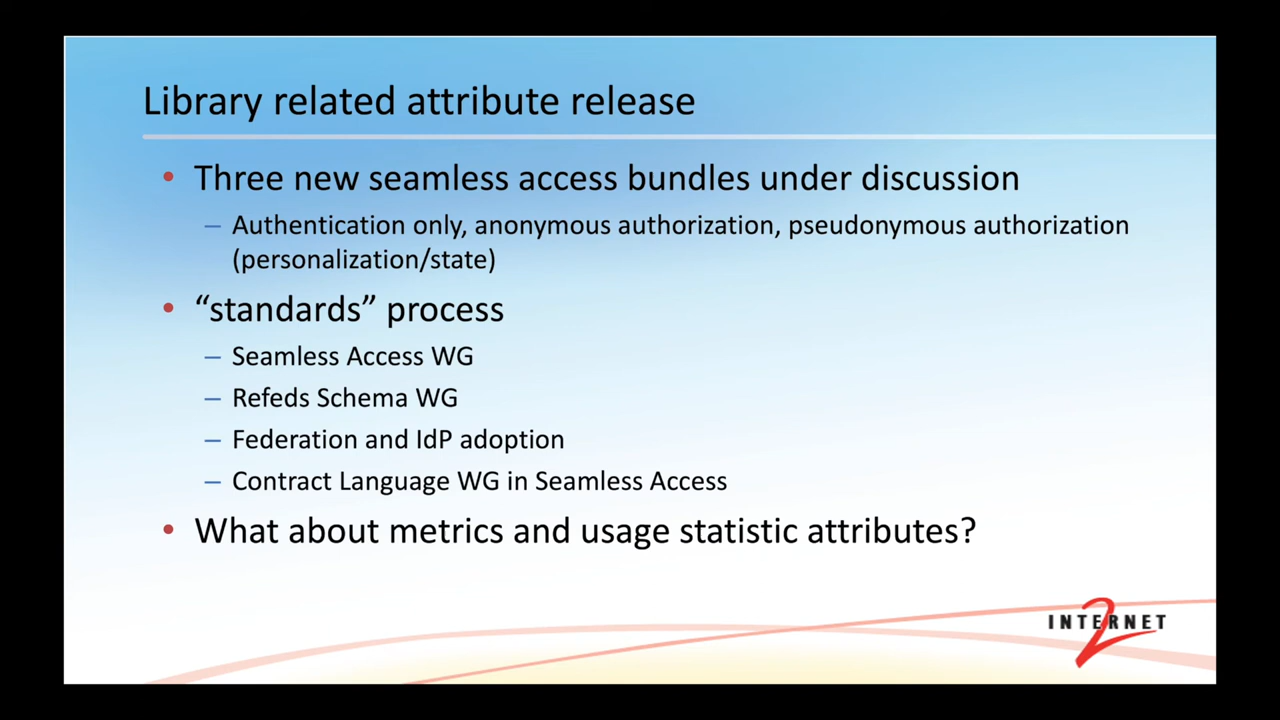 Library related attribute release
• Three new seamless access bundles under discussion
– Authentication only, anonymous authorization, pseudonymous authorization
(personalization/state)
• “standards” process
– Seamless Access WG
– Refeds Schema WG
– Federation and IdP adoption
– Contract Language WG in Seamless Access
• What about metrics and usage statistic attributes?
INTERNET
2